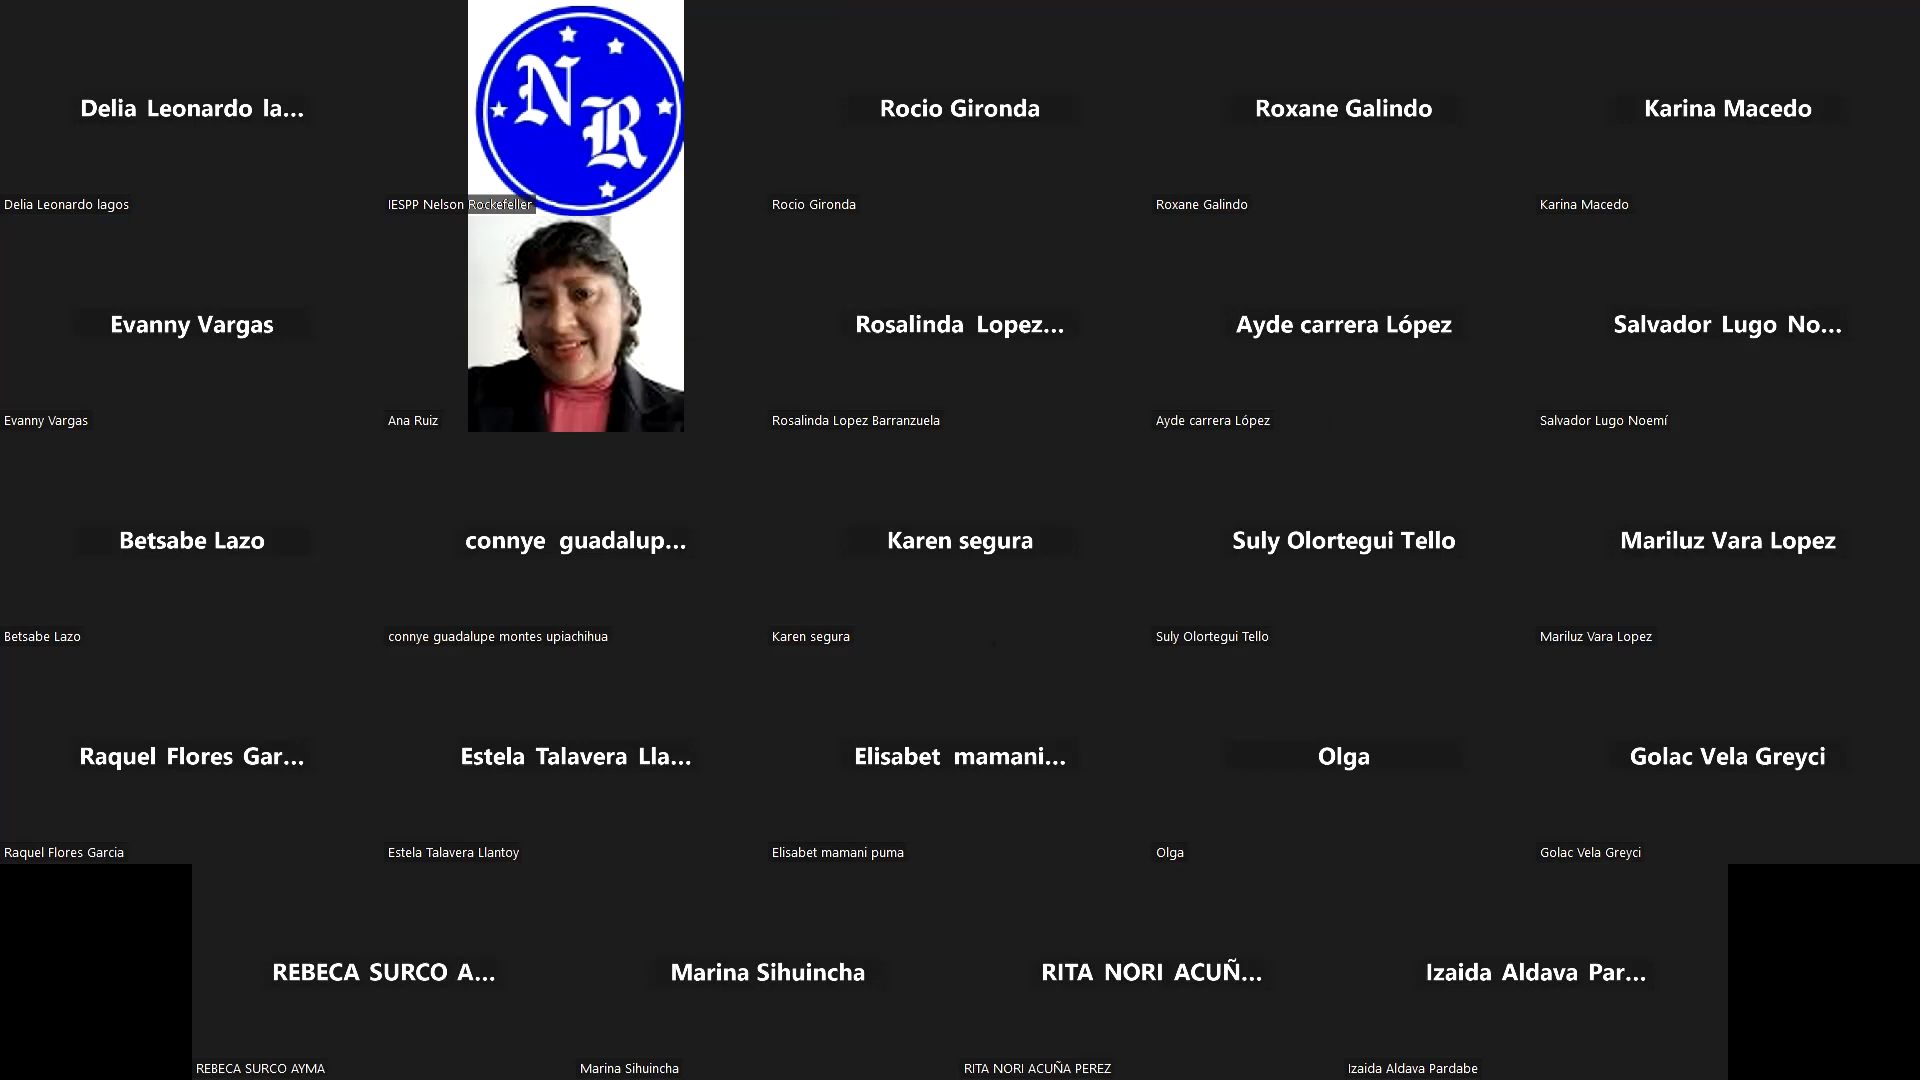 Delia Leonardo la...
Delia Leonardo lagos
N
R
IESPP Nelson Rockefeller
Rocio Gironda
Rocio Gironda
Roxane Galindo
Roxane Galindo
Karina Macedo
Karina Macedo
Evanny Vargas
Evanny Vargas
Ana Ruiz
Rosalinda Lopez...
Rosalinda Lopez Barranzuela
Ayde carrera López
Ayde carrera López
Salvador Lugo No...
Salvador Lugo Noemí
Betsabe Lazo
Betsabe Lazo
connye guadalup...
connye guadalupe montes upiachihua
Karen segura
Karen segura
Suly Olortegui Tello
Suly Olortegui Tello
Mariluz Vara Lopez
Mariluz Vara Lopez
Raquel Flores Gar...
Raquel Flores Garcia
Estela Talavera Lla...
Estela Talavera Llantoy
Elisabet mamani...
Elisabet mamani puma
Olga
Olga
Golac Vela Greyci
Golac Vela Greyci
REBECA SURCO A...
REBECA SURCO AYMA
Marina Sihuincha
Marina Sihuincha
RITA NORI ACUÑ...
RITA NORI ACUÑA PEREZ
Izaida Aldava Par...
Izaida Aldava Pardabe